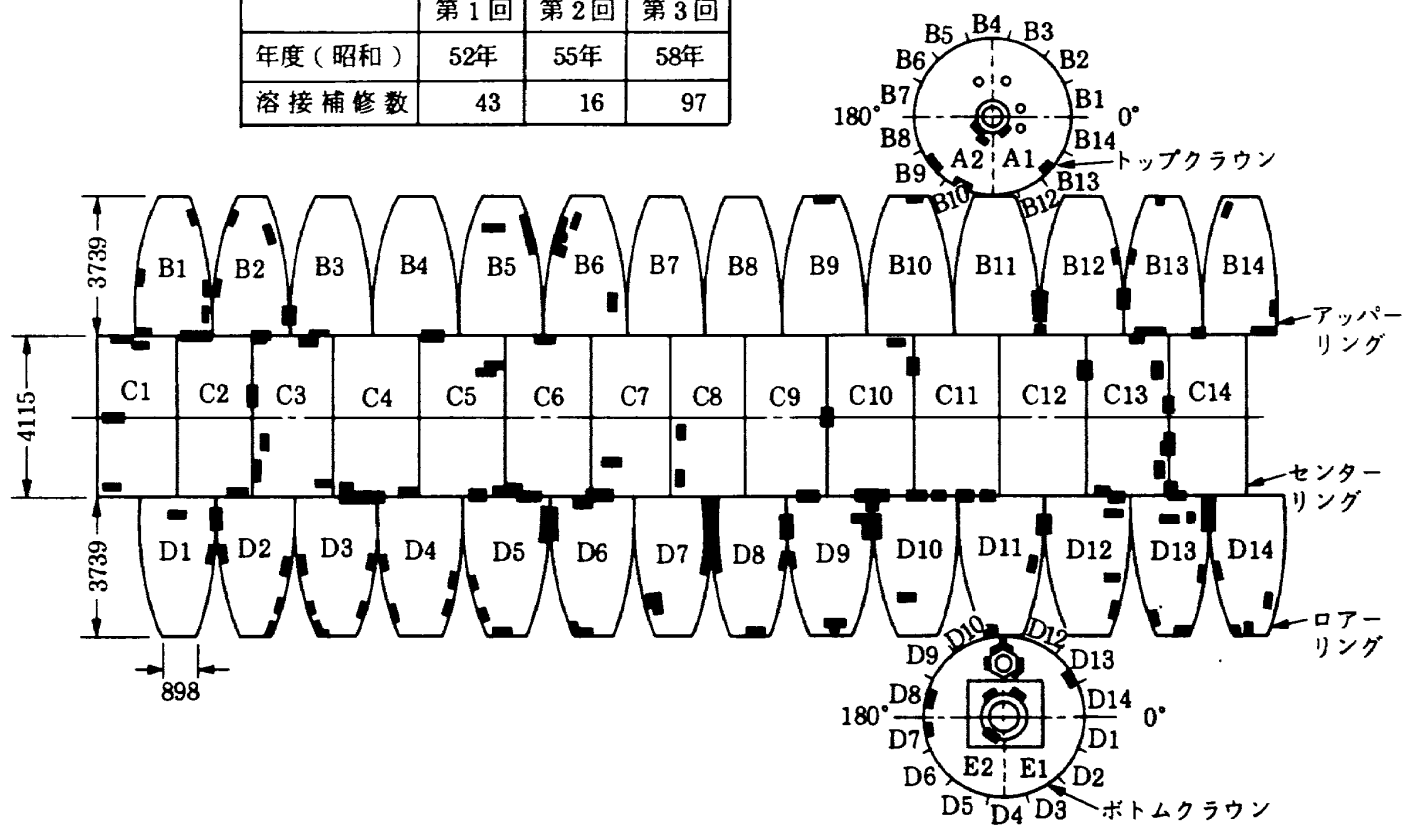 第1回 第2回 第3回
年度(昭和) 52年 55年 58年
溶接補修数 43 16 97
B4
B5 B3
B6 B2
B7 B1
180° 0°
B8 B14
A2 A1 トップクラウン
B9 B13
B10 B12
3739
B1 B2 B3 B4 B5 B6 B7 B8 B9 B10 B11 B12 B13 B14
アッパー
リング
4115
C1 C2 C3 C4 C5 C6 C7 C8 C9 C10 C11 C12 C13 C14
センター
リング
3739
D1 D2 D3 D4 D5 D6 D7 D8 D9 D10 D11 D12 D13 D14
ロアー
リング
898
D10 D12
D9 D13
D8 D14
180° 0°
D7 D1
E2 E1
D6 D2
D5 D4 D3
ボトムクラウン